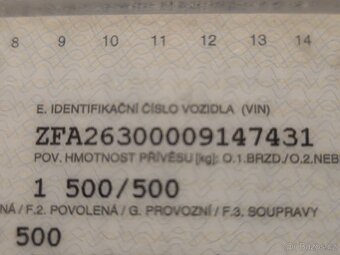 8 9 10 11 12 13 14
E. IDENTIFIKAČNÍ ČÍSLO VOZIDLA (VIN)
ZFA26300009147431
POV. HMOTNOST PŘÍVĚSU [kg]: O.1.BRZD./O.2.NEB
1 500/500
NÁ / F.2. POVOLENÁ / G. PROVOZNÍ / F.3. SOUPRAVY
500